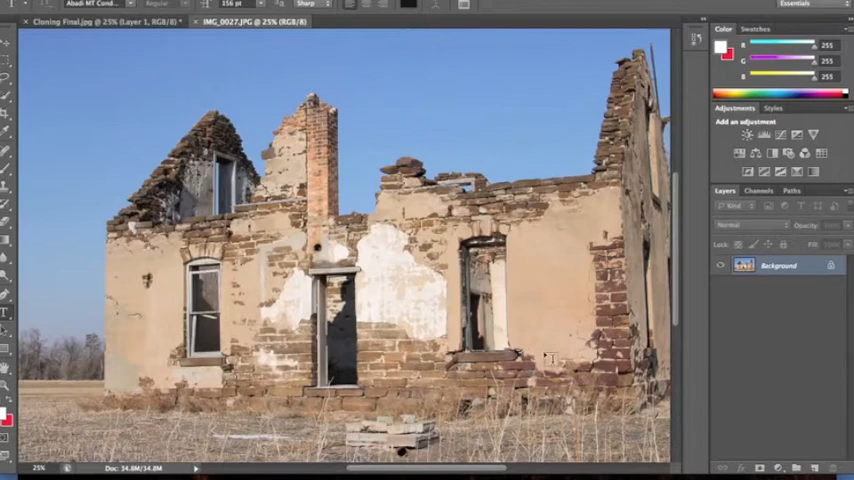 Abadi MT Cond...
Regular
156 pt
Sharp
Essentials
× Cloning Final.jpg @ 25% (Layer 1, RGB/8) *
× IMG_0027.JPG @ 25% (RGB/8)
Color
Swatches
R
255
G
255
B
255
Adjustments
Styles
Add an adjustment
Layers
Channels
Paths
Kind
Normal
Opacity:
Lock:
Fill:
Background
25%
Doc: 34.8M/34.8M
fx